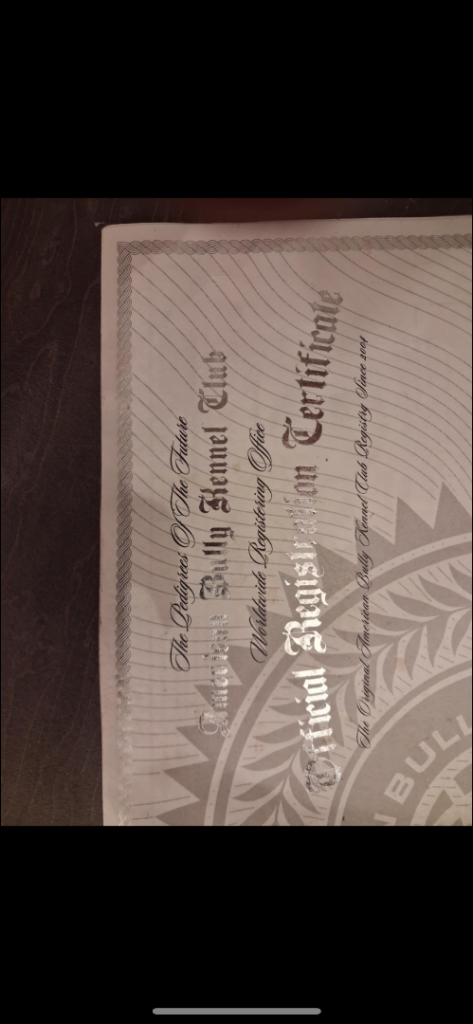 The Pedigrees Of The Future
American Bully Kennel Club
Worldwide Registering Office
Official Registration Certificate
The Original American Bully Kennel Club Registry Since 2004
N BULL